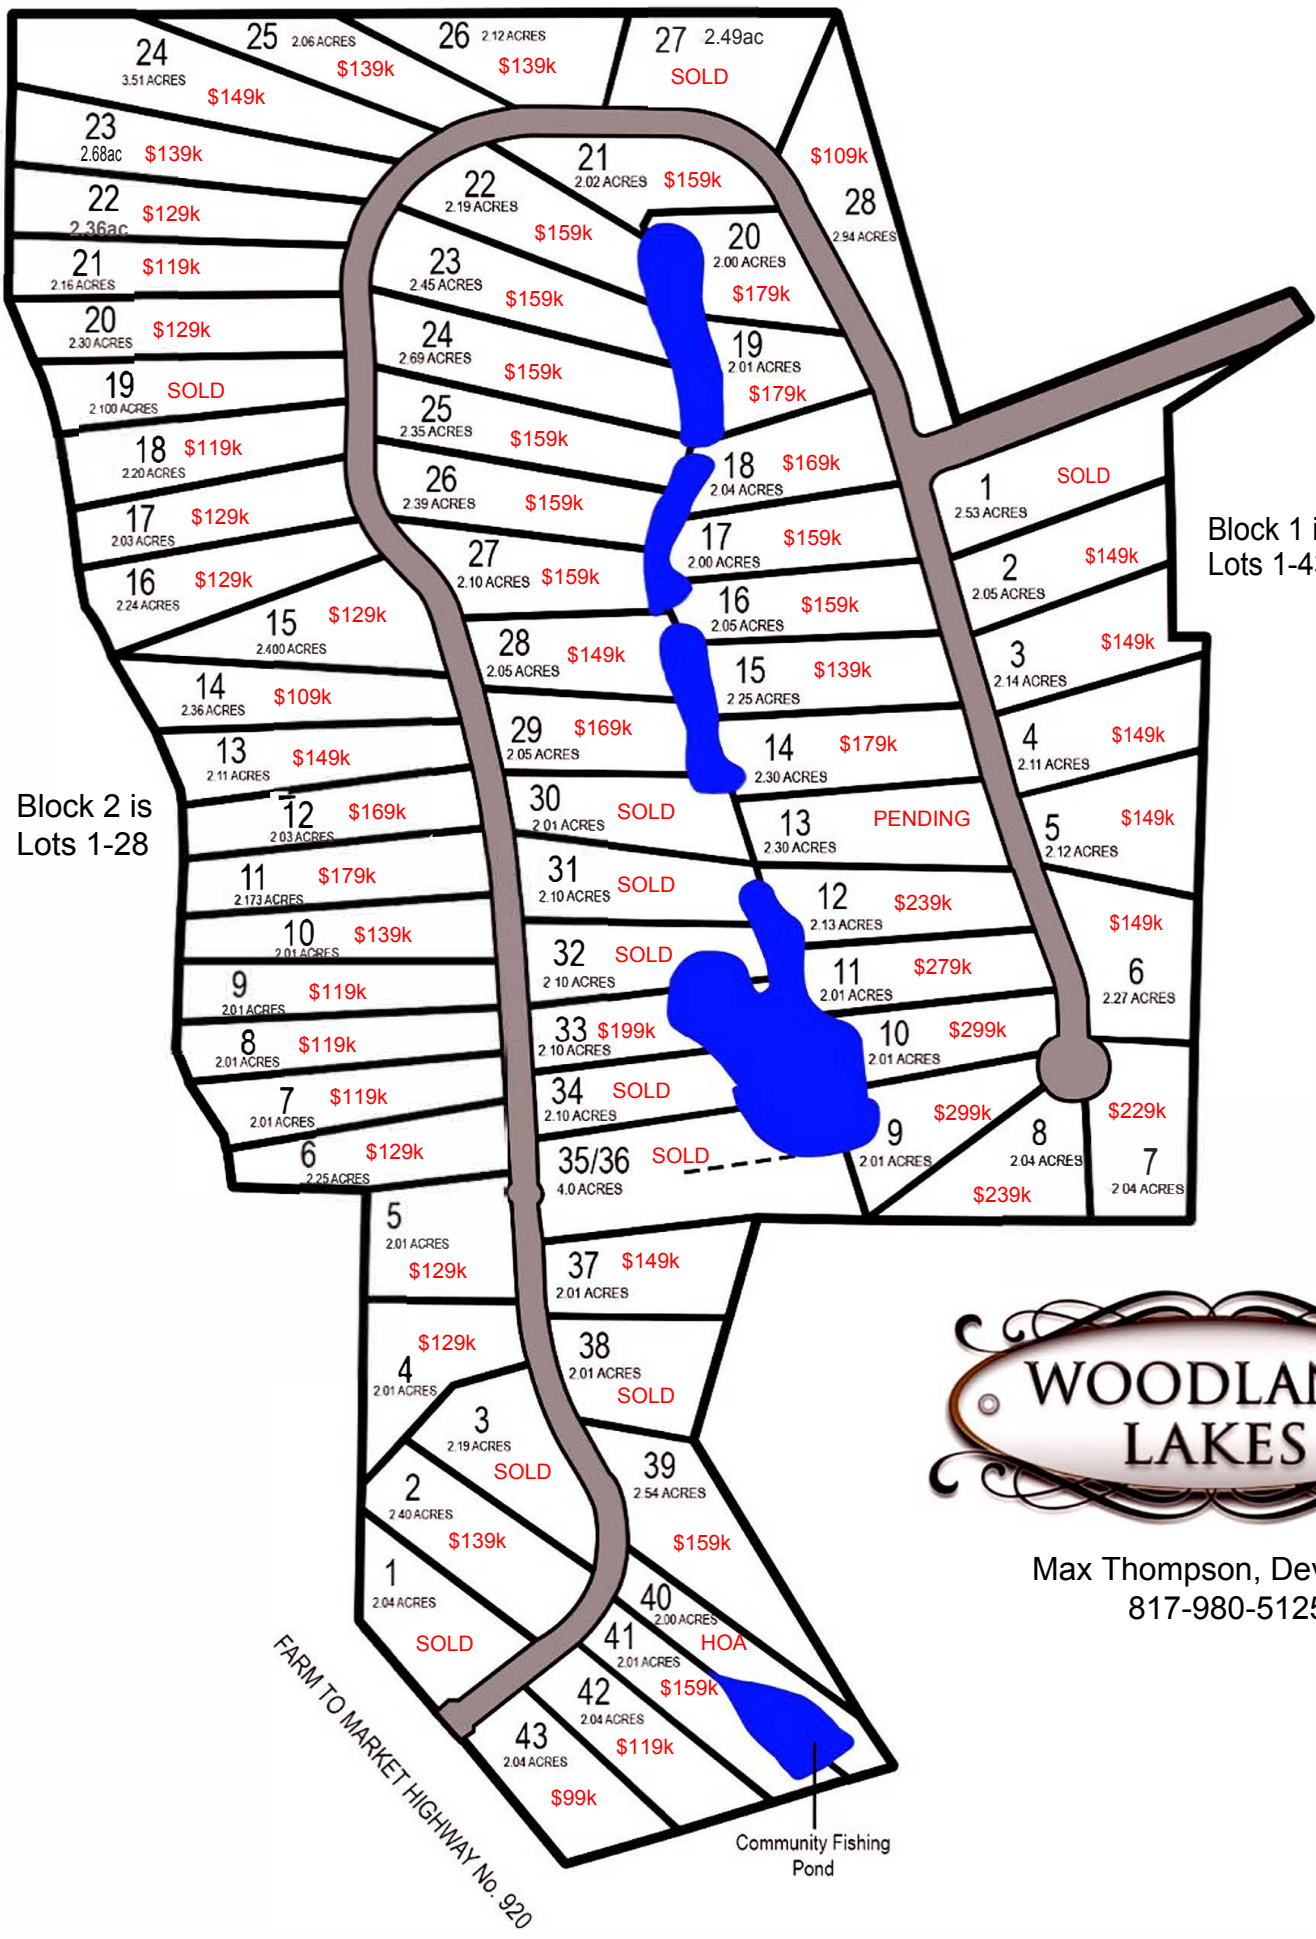 24
3.51 ACRES
$149k
25
2.06 ACRES
$139k
26
2.12 ACRES
$139k
27
2.49ac
SOLD
23
2.68ac
$139k
22
2.36ac
$129k
21
2.16 ACRES
$119k
20
2.30 ACRES
$129k
19
2.100 ACRES
SOLD
18
2.20 ACRES
$119k
17
2.03 ACRES
$129k
16
2.24 ACRES
$129k
15
2.400 ACRES
$129k
14
2.36 ACRES
$109k
13
2.11 ACRES
$149k
12
2.03 ACRES
$169k
11
2.173 ACRES
$179k
10
2.01 ACRES
$139k
9
2.01 ACRES
$119k
8
2.01 ACRES
$119k
7
2.01 ACRES
$119k
6
2.25 ACRES
$129k
5
2.01 ACRES
$129k
4
2.01 ACRES
$129k
3
2.19 ACRES
SOLD
2
2.40 ACRES
$139k
1
2.04 ACRES
SOLD
Block 2 is
Lots 1-28
21
2.02 ACRES
$159k
22
2.19 ACRES
$159k
23
2.45 ACRES
$159k
24
2.69 ACRES
$159k
25
2.35 ACRES
$159k
26
2.39 ACRES
$159k
27
2.10 ACRES
$159k
28
2.05 ACRES
$149k
29
2.05 ACRES
$169k
30
2.01 ACRES
SOLD
31
2.10 ACRES
SOLD
32
2.10 ACRES
SOLD
33
2.10 ACRES
$199k
34
2.10 ACRES
SOLD
35/36
4.0 ACRES
SOLD
37
2.01 ACRES
$149k
38
2.01 ACRES
SOLD
39
2.54 ACRES
$159k
40
2.00 ACRES
HOA
41
2.01 ACRES
$159k
42
2.04 ACRES
$119k
43
2.04 ACRES
$99k
$109k
28
2.94 ACRES
20
2.00 ACRES
$179k
19
2.01 ACRES
$179k
18
2.04 ACRES
$169k
17
2.00 ACRES
$159k
16
2.05 ACRES
$159k
15
2.25 ACRES
$139k
14
2.30 ACRES
$179k
13
2.30 ACRES
PENDING
12
2.13 ACRES
$239k
11
2.01 ACRES
$279k
10
2.01 ACRES
$299k
9
2.01 ACRES
$299k
8
2.04 ACRES
$239k
7
2.04 ACRES
$229k
1
2.53 ACRES
SOLD
2
2.05 ACRES
$149k
3
2.14 ACRES
$149k
4
2.11 ACRES
$149k
5
2.12 ACRES
$149k
$149k
6
2.27 ACRES
Block 1 i
Lots 1-4
WOODLA
LAKES
Max Thompson, De
817-980-512
FARM TO MARKET HIGHWAY No. 920
Community Fishing
Pond